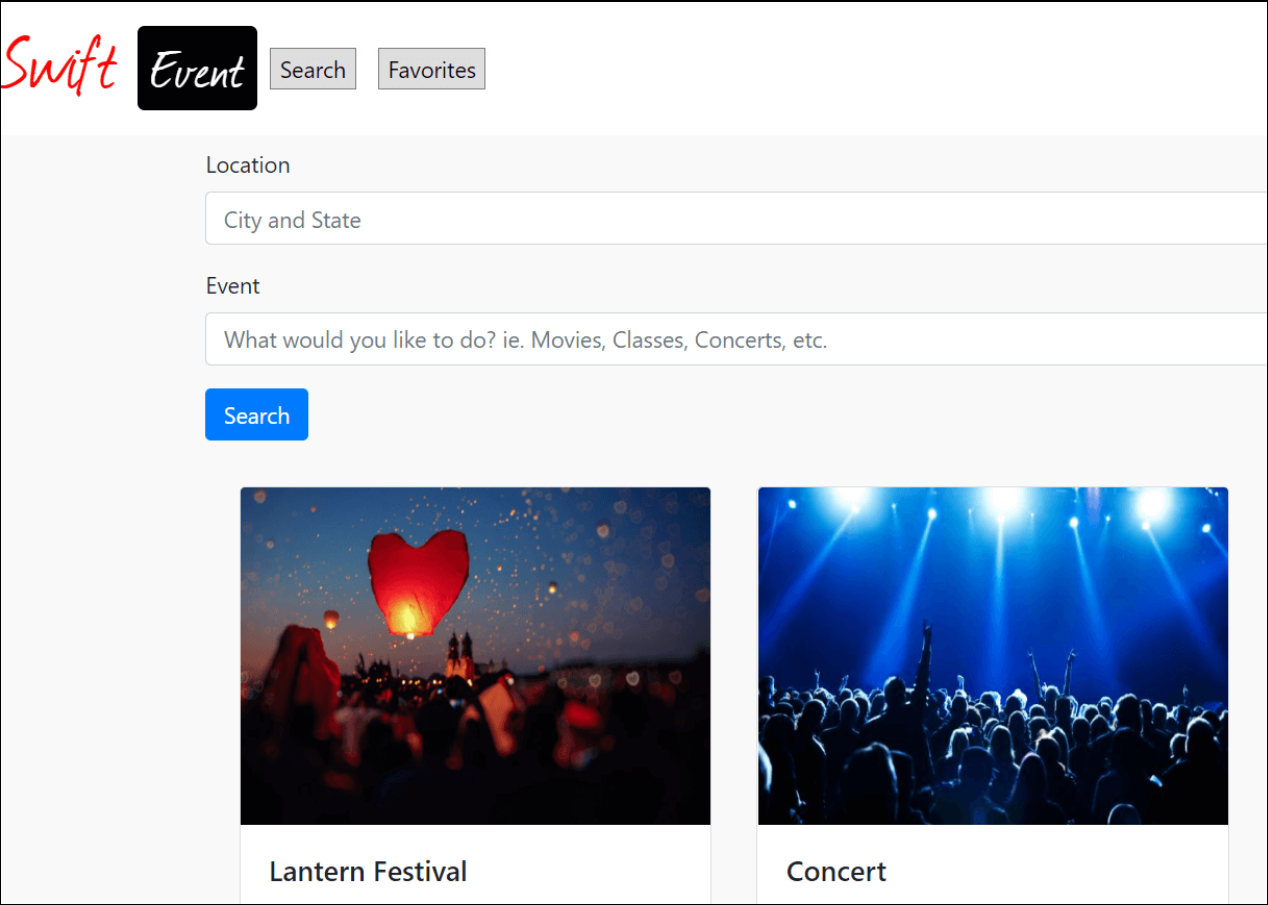 Swift Event Search Favorites
Location
City and State
Event
What would you like to do? ie. Movies, Classes, Concerts, etc.
Search
Lantern Festival Concert